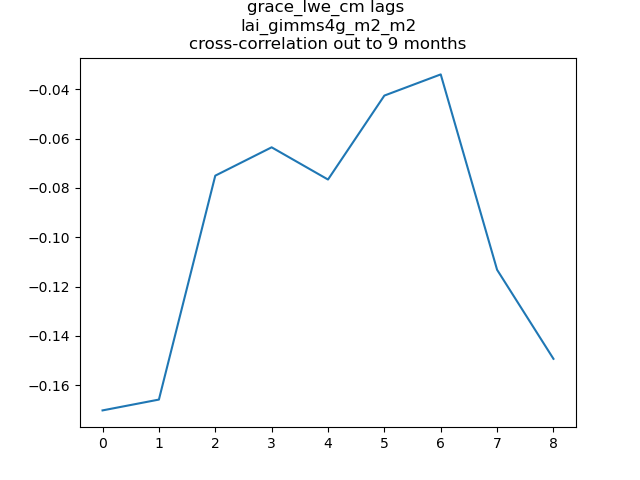 grace_lwe_cm lags
lai_gimms4g_m2_m2
cross-correlation out to 9 months
−0.04
−0.06
−0.08
−0.10
−0.12
−0.14
−0.16
0 1 2 3 4 5 6 7 8